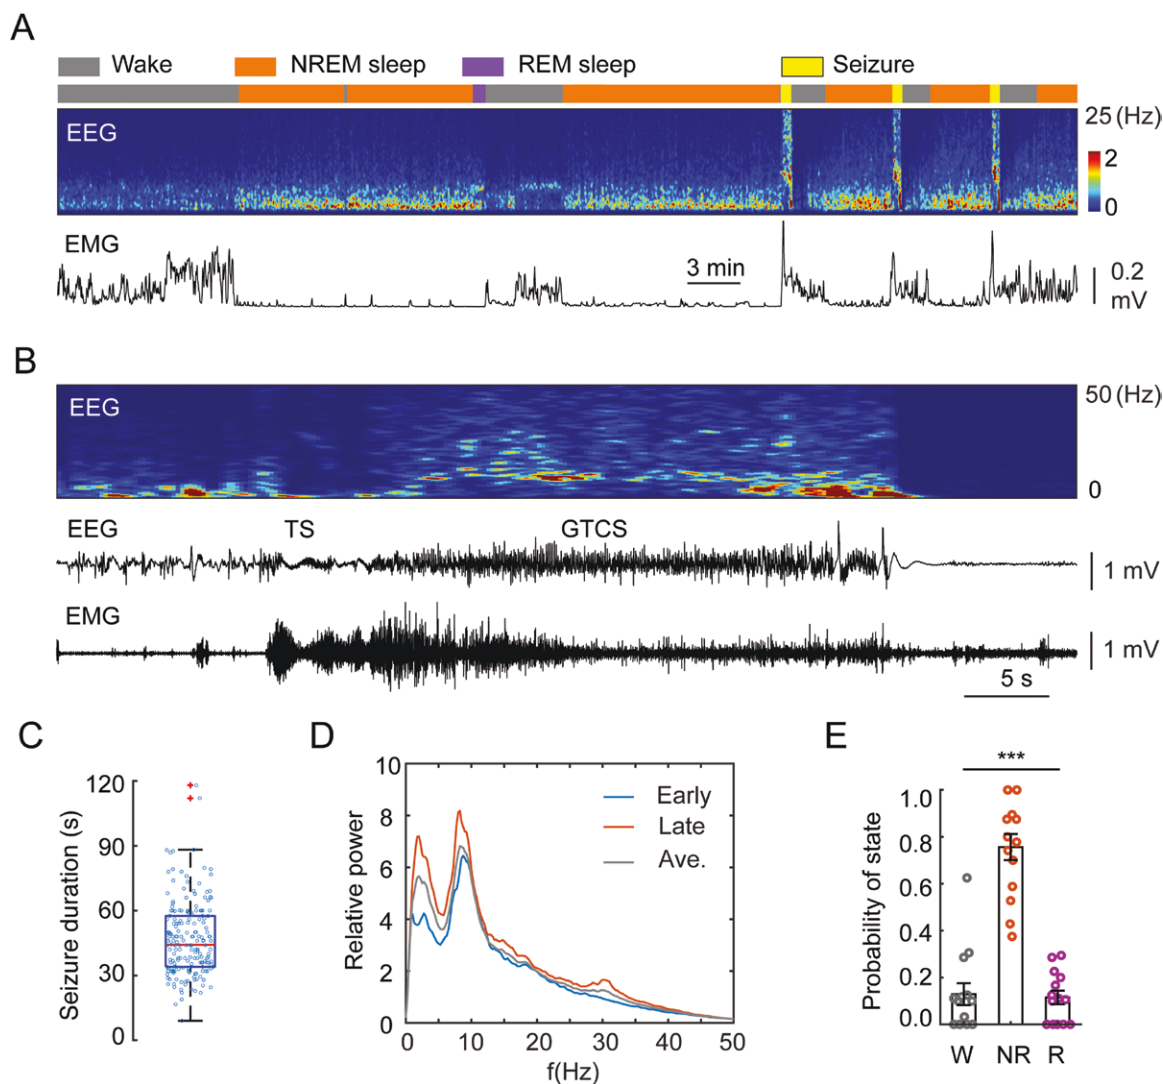 A
Wake NREM sleep REM sleep Seizure
EEG
25 (Hz)
2
0
EMG
3 min
0.2
mV
B
EEG
50 (Hz)
0
EEG TS GTCS
1 mV
EMG
1 mV
5 s
C
Seizure duration (s)
120
90
60
30
0
D
Relative power
10
8
6
4
2
0
Early
Late
Ave.
0 10 20 30 40 50
f(Hz)
E
Probability of state
***
1.0
0.8
0.6
0.4
0.2
0.0
W NR R